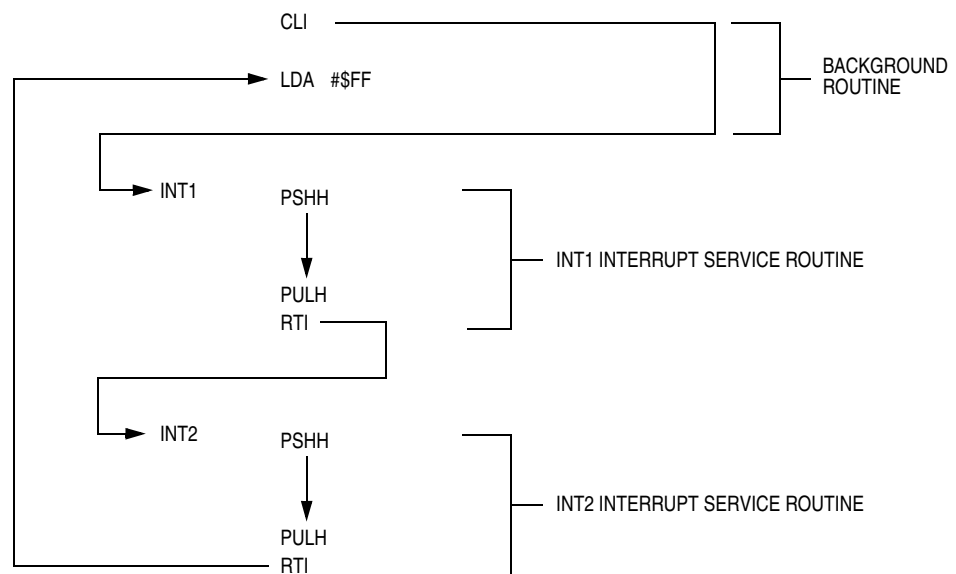 CLI
LDA #$FF
BACKGROUND
ROUTINE
INT1
PSHH
INT1 INTERRUPT SERVICE ROUTINE
PULH
RTI
INT2
PSHH
INT2 INTERRUPT SERVICE ROUTINE
PULH
RTI